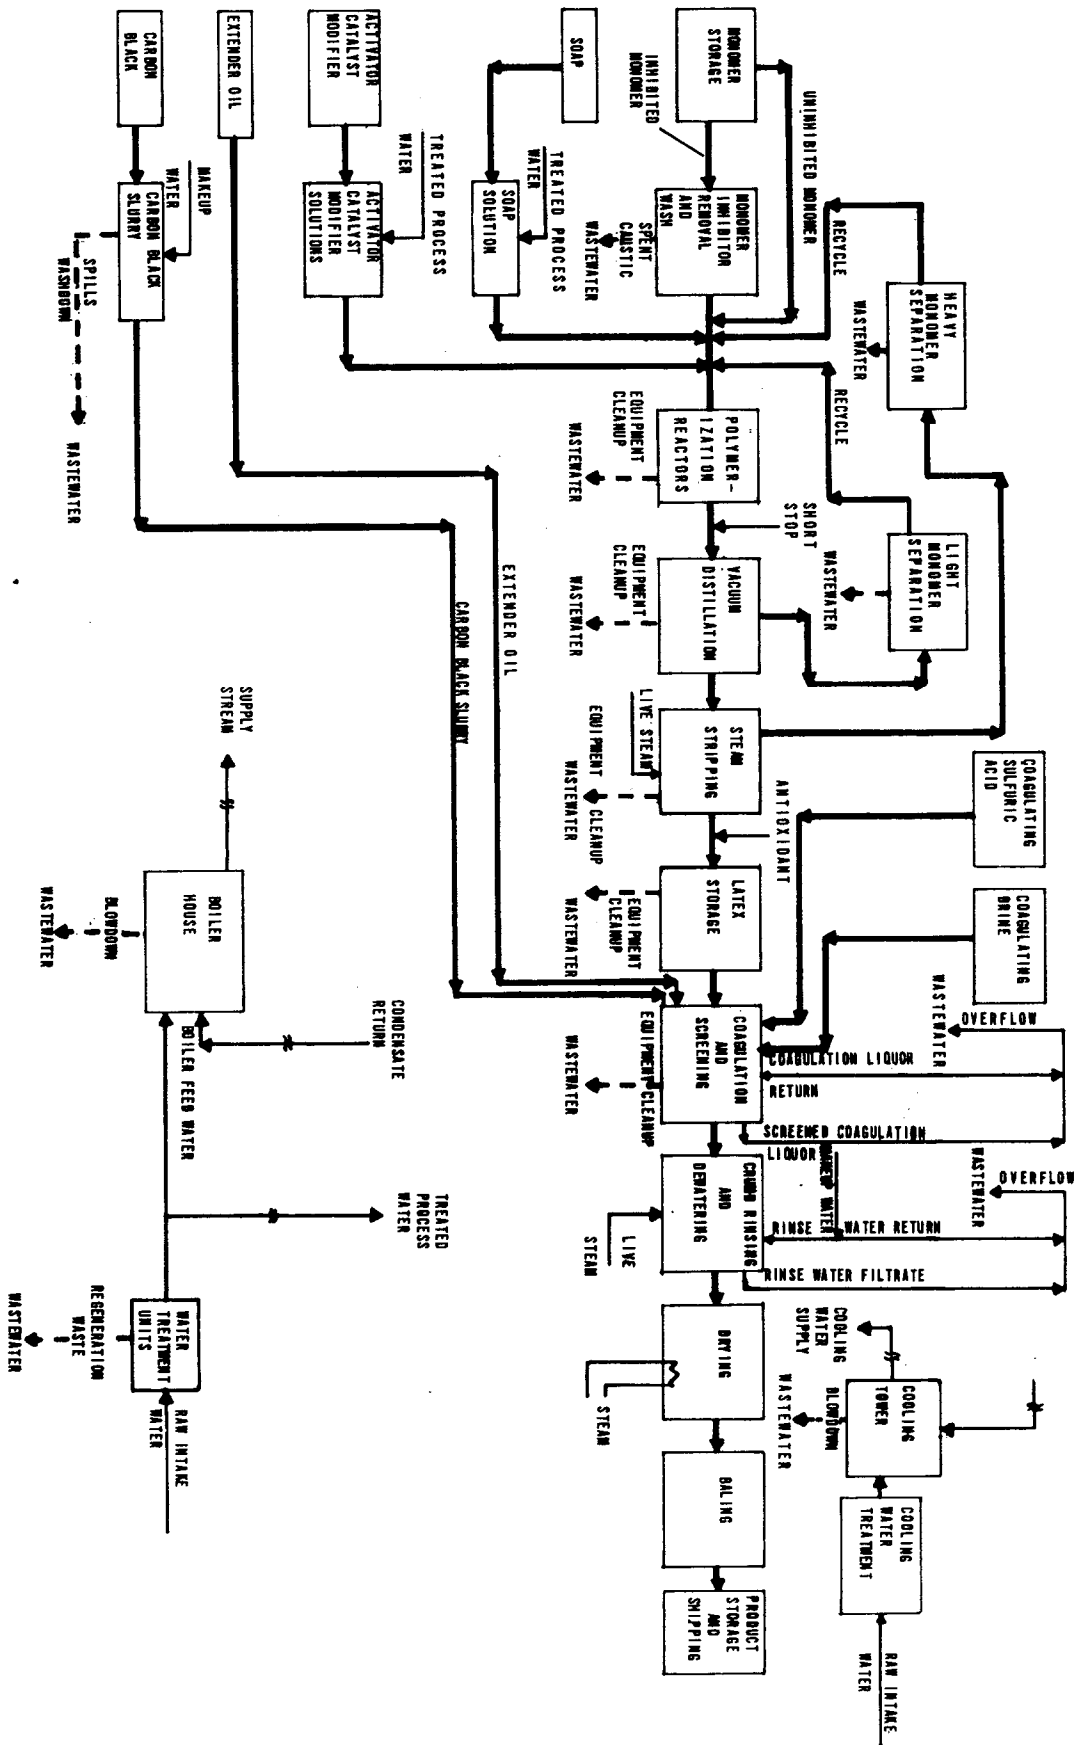 COAGULATING
SULFURIC
ACID
COAGULATING
BRINE
HEAVY
MONOMER
SEPARATION
WASTEWATER
RECYCLE
LIGHT
MONOMER
SEPARATION
WASTEWATER
RECYCLE
OVERFLOW
WASTEWATER
COAGULATION LIQUOR
RETURN
SCREENED COAGULATION
LIQUOR
OVERFLOW
WASTEWATER
MAKEUP WATER
RINSE WATER RETURN
RINSE WATER FILTRATE
COOLING
WATER
SUPPLY
COOLING
TOWER
BLOWDOWN
WASTEWATER
COOLING
WATER
TREATMENT
RAW INTAKE
WATER
UNINHIBITED MONOMER
MONOMER
STORAGE
INHIBITED
MONOMER
MONOMER
INHIBITOR
REMOVAL
AND
WASH
SPENT
CAUSTIC
WASTEWATER
POLYMER-
IZATION
REACTORS
EQUIPMENT
CLEANUP
WASTEWATER
SHORT
STOP
VACUUM
DISTILLATION
EQUIPMENT
CLEANUP
WASTEWATER
STEAM
STRIPPING
LIVE STEAM
EQUIPMENT CLEANUP
WASTEWATER
ANTIOXIDANT
LATEX
STORAGE
EQUIPMENT
CLEANUP
WASTEWATER
COAGULATION
AND
SCREENING
EQUIPMENT CLEANUP
WASTEWATER
CRUMB RINSING
AND
DEWATERING
LIVE
STEAM
DRYING
STEAM
BALING
PRODUCT
STORAGE
AND
SHIPPING
SOAP
TREATED PROCESS
WATER
SOAP
SOLUTION
ACTIVATOR
CATALYST
MODIFIER
TREATED PROCESS
WATER
ACTIVATOR
CATALYST
MODIFIER
SOLUTIONS
EXTENDER OIL
EXTENDER OIL
CARBON
BLACK
MAKEUP
WATER
CARBON BLACK
SLURRY
SPILLS
WASHDOWN
WASTEWATER
CARBON BLACK SLURRY
SUPPLY
STREAM
BOILER
HOUSE
BLOWDOWN
WASTEWATER
CONDENSATE
RETURN
BOILER FEED WATER
TREATED
PROCESS
WATER
WATER
TREATMENT
UNITS
REGENERATION
WASTE
WASTEWATER
RAW INTAKE
WATER